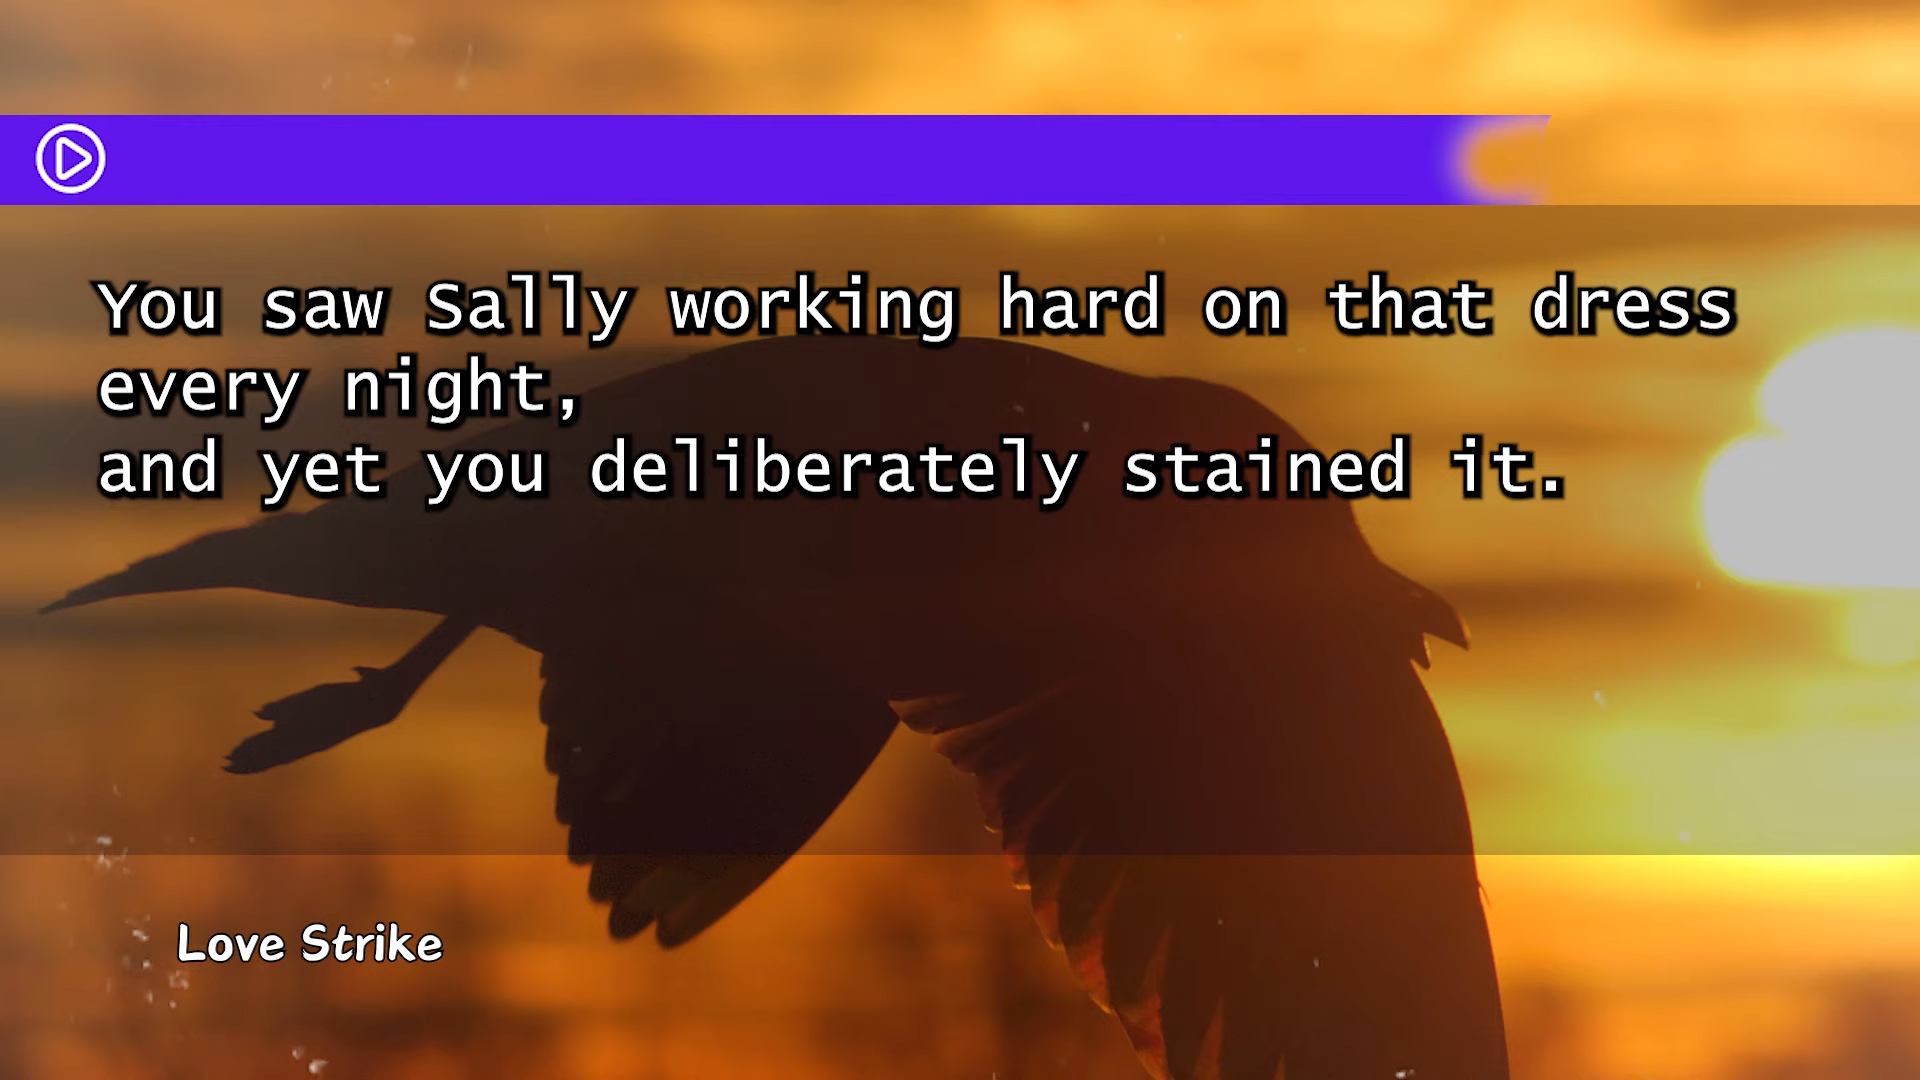 You saw Sally working hard on that dress
every night,
and yet you deliberately stained it.
Love Strike